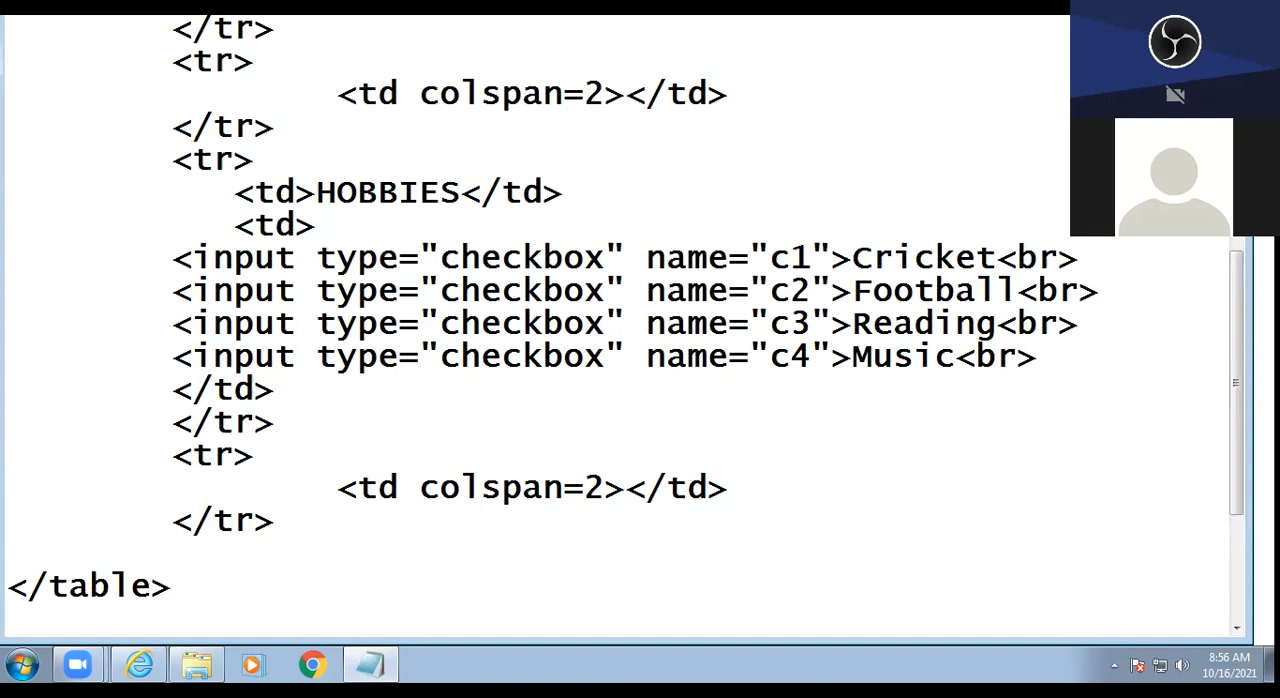 </tr>
<tr>
<td colspan=2></td>
</tr>
<tr>
<td>HOBBIES</td>
<td>
<input type="checkbox" name="c1">Cricket<br>
<input type="checkbox" name="c2">Football<br>
<input type="checkbox" name="c3">Reading<br>
<input type="checkbox" name="c4">Music<br>
</td>
</tr>
<tr>
<td colspan=2></td>
</tr>
</table>
8:56 AM
10/16/2021